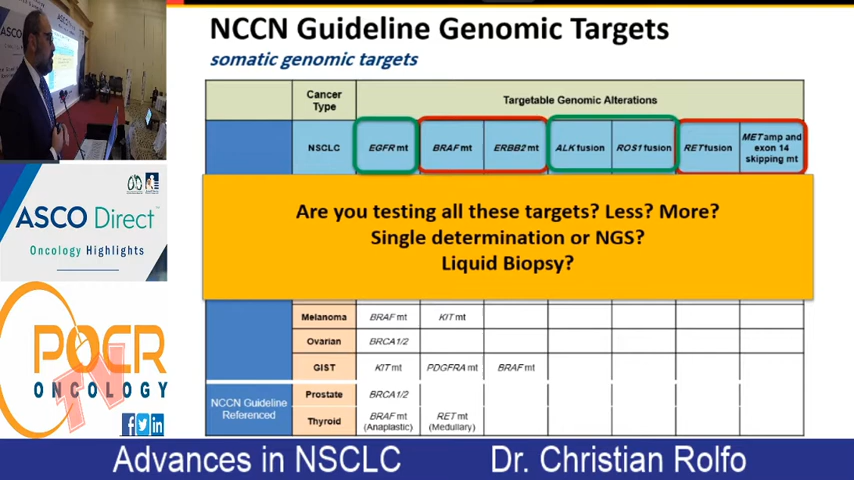 NCCN Guideline Genomic Targets
somatic genomic targets
Cancer Type
Targetable Genomic Alterations
NSCLC
EGFR mt
BRAF mt
ERBB2 mt
ALK fusion
ROS1 fusion
RET fusion
MET amp and exon 14 skipping mt
Are you testing all these targets? Less? More?
Single determination or NGS?
Liquid Biopsy?
Melanoma
BRAF mt
KIT mt
Ovarian
BRCA1/2
GIST
KIT mt
PDGFRA mt
BRAF mt
NCCN Guideline Referenced
Prostate
BRCA1/2
Thyroid
BRAF mt (Anaplastic)
RET mt (Medullary)
ASCO Direct™
Oncology Highlights
POER
ONCOLOGY
TV
Advances in NSCLC
Dr. Christian Rolfo